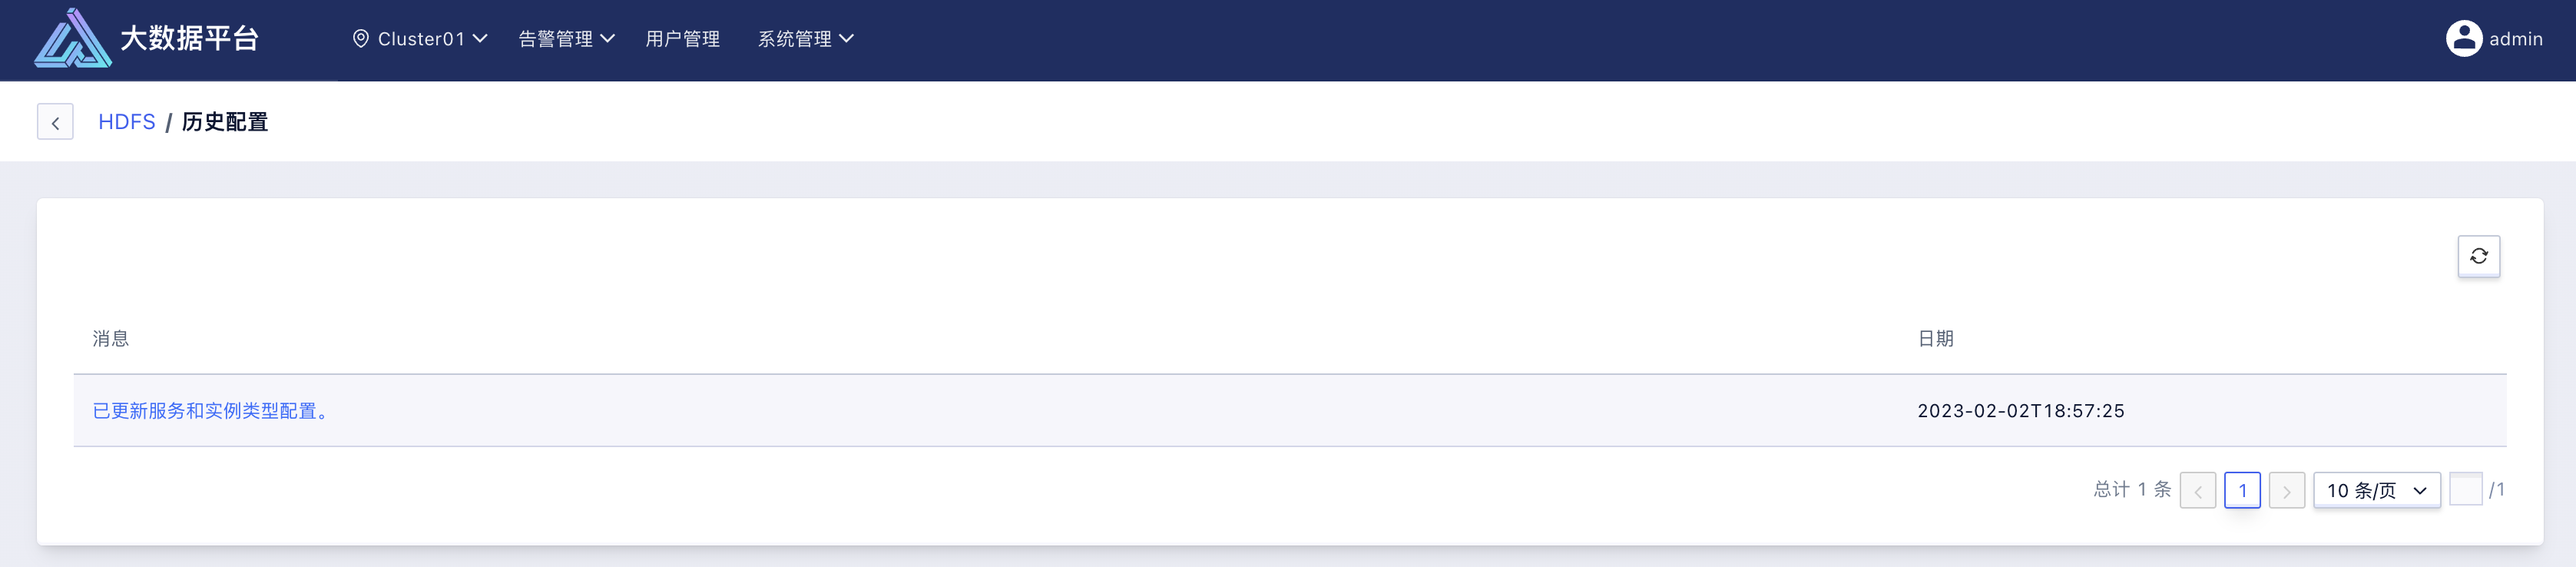 大数据平台 Cluster01 告警管理 用户管理 系统管理 admin
HDFS / 历史配置
消息 日期
已更新服务和实例类型配置。 2023-02-02T18:57:25
总计 1 条 1 10 条/页 /1